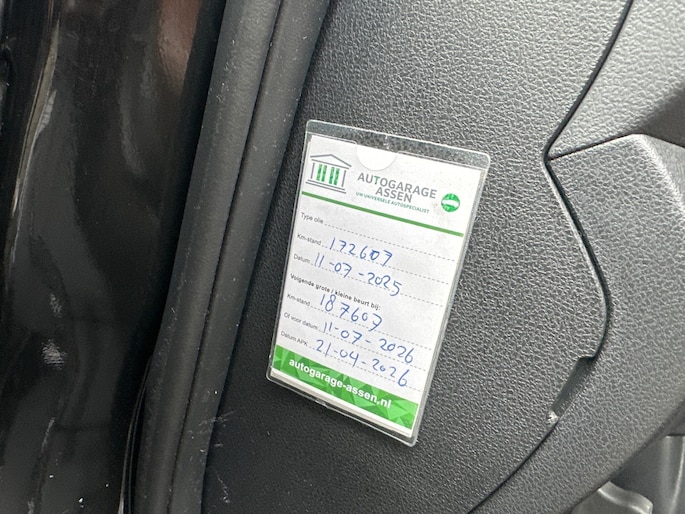 AUTOGARAGE
ASSEN
UW UNIVERSELE AUTOSPECIALIST
Type olie
Km-stand 172607
Datum 11-07-2025
Volgende grote / kleine beurt bij:
Km-stand 187607
Of voor datum 11-07-2026
Datum APK 21-04-2026
autogarage-assen.nl